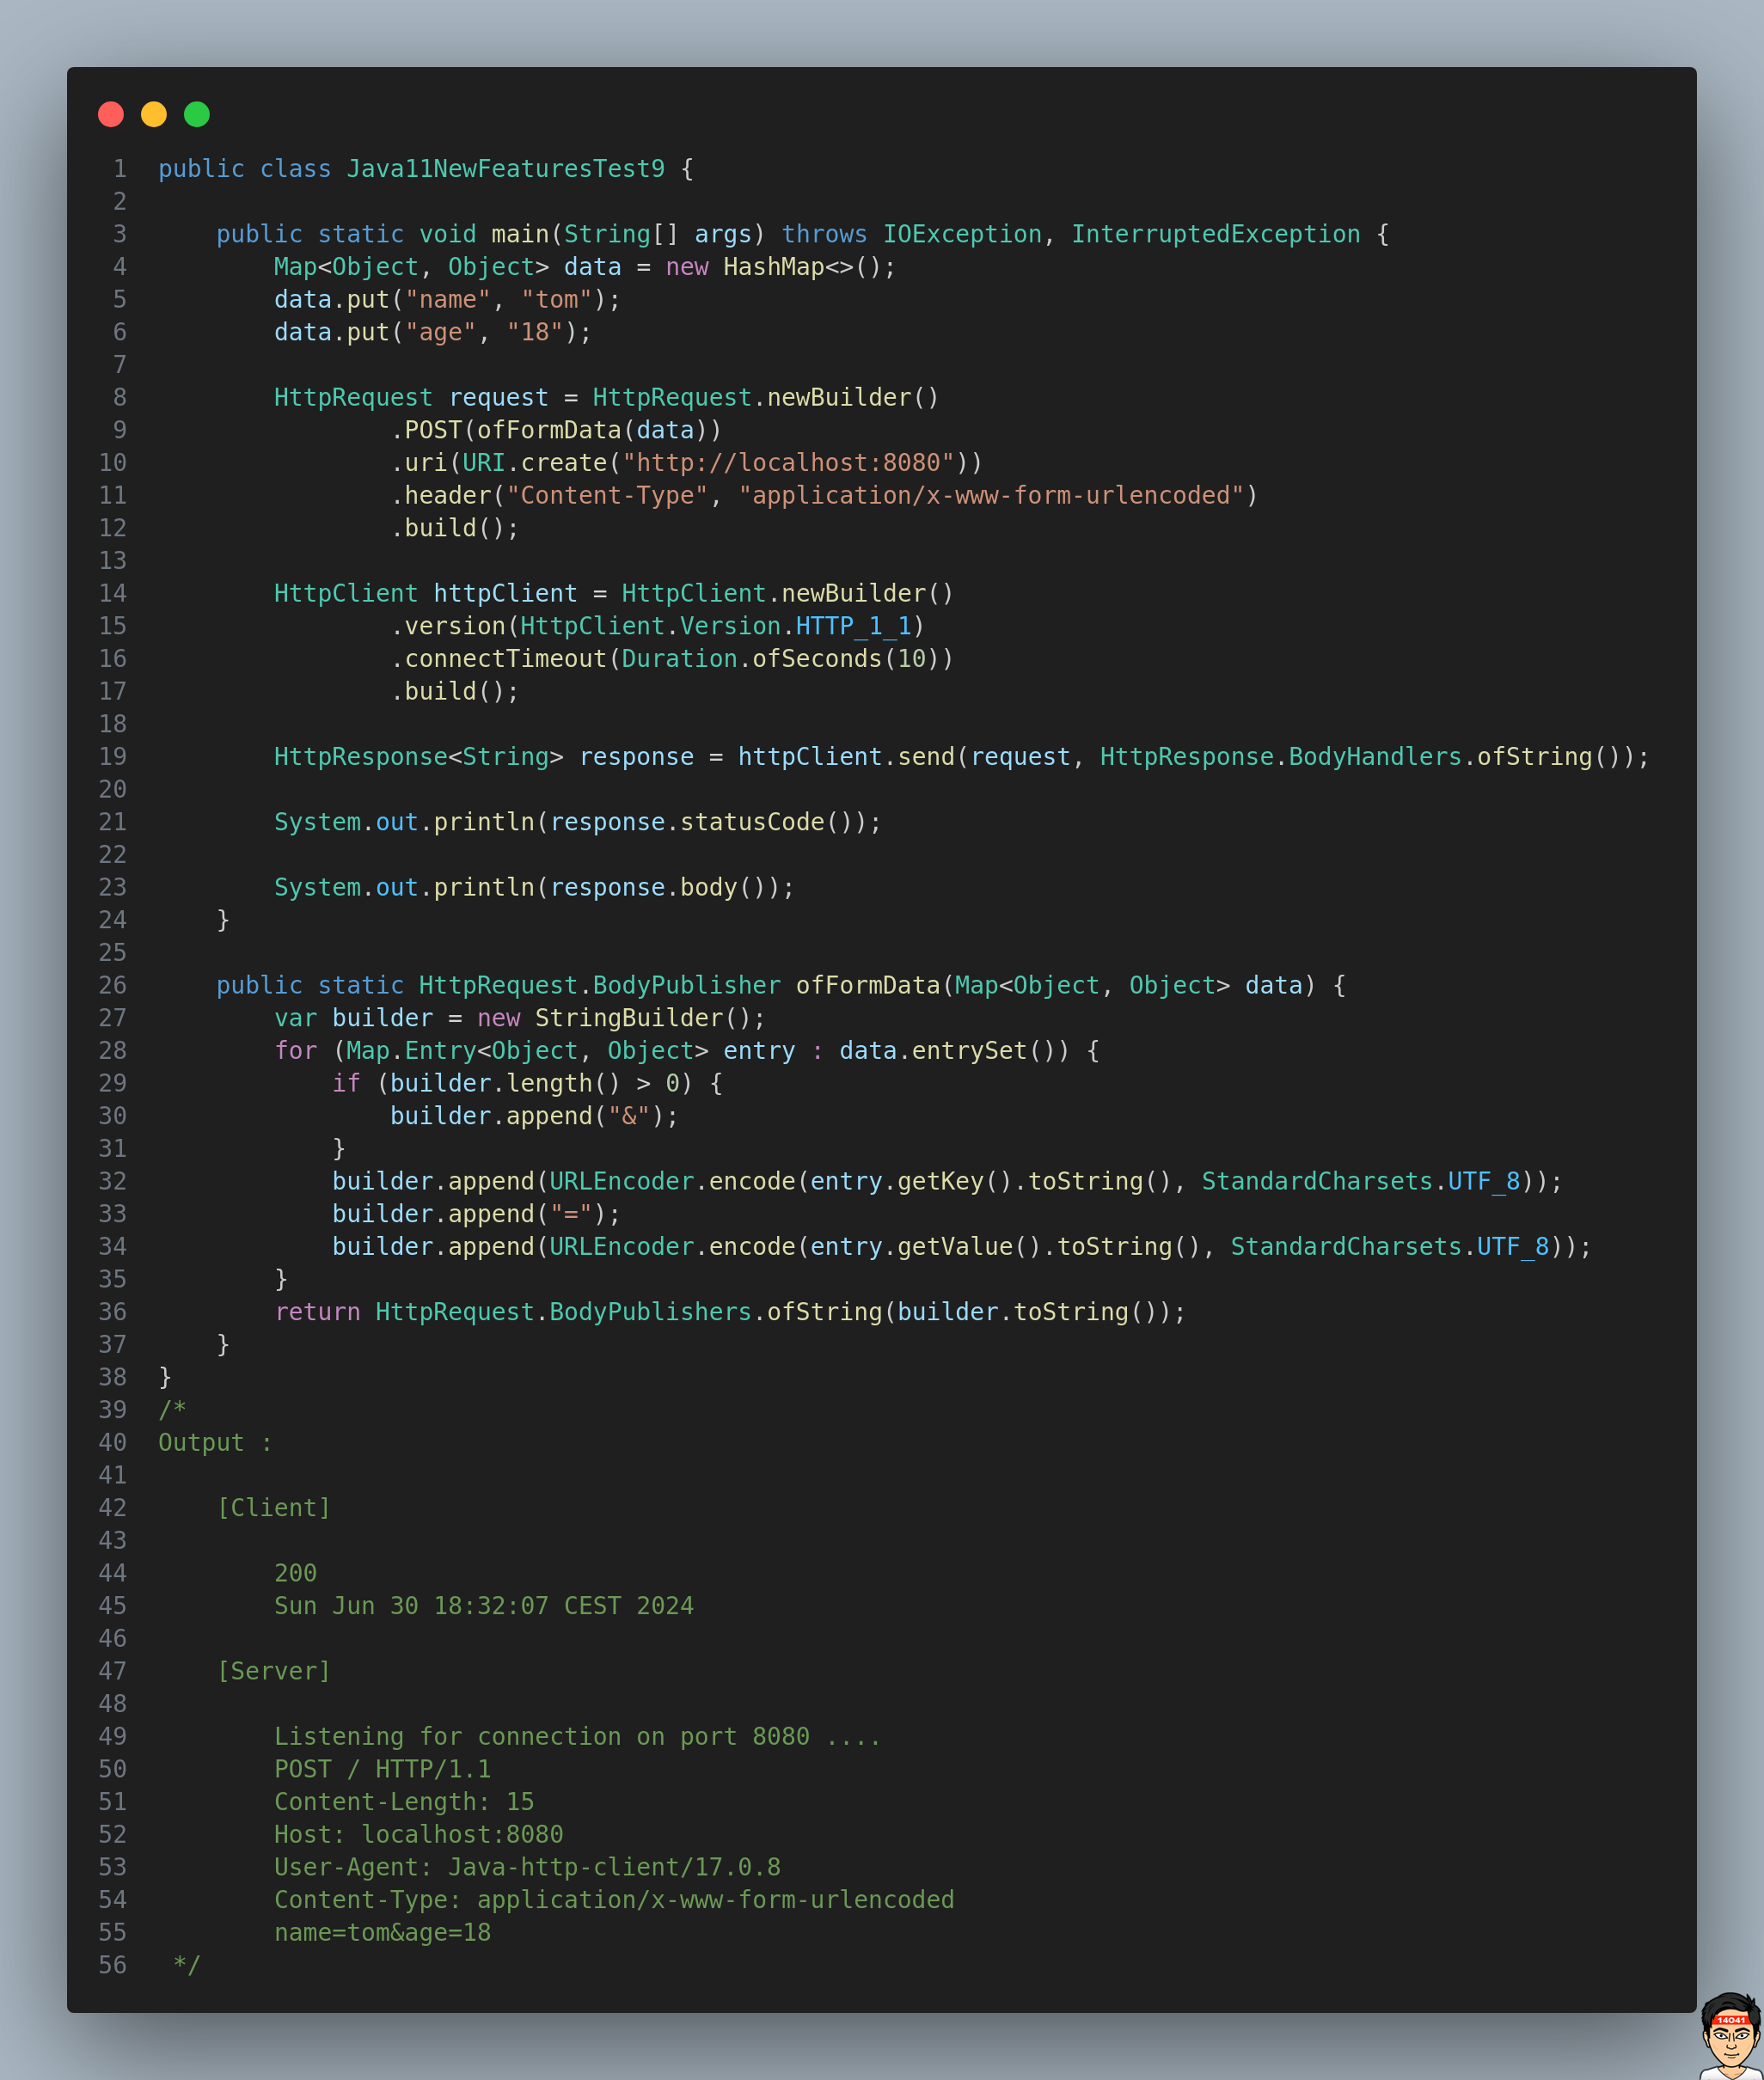 1 public class Java11NewFeaturesTest9 {
2
3     public static void main(String[] args) throws IOException, InterruptedException {
4         Map<Object, Object> data = new HashMap<>();
5         data.put("name", "tom");
6         data.put("age", "18");
7
8         HttpRequest request = HttpRequest.newBuilder()
9                 .POST(ofFormData(data))
10                 .uri(URI.create("http://localhost:8080"))
11                 .header("Content-Type", "application/x-www-form-urlencoded")
12                 .build();
13
14         HttpClient httpClient = HttpClient.newBuilder()
15                 .version(HttpClient.Version.HTTP_1_1)
16                 .connectTimeout(Duration.ofSeconds(10))
17                 .build();
18
19         HttpResponse<String> response = httpClient.send(request, HttpResponse.BodyHandlers.ofString());
20
21         System.out.println(response.statusCode());
22
23         System.out.println(response.body());
24     }
25
26     public static HttpRequest.BodyPublisher ofFormData(Map<Object, Object> data) {
27         var builder = new StringBuilder();
28         for (Map.Entry<Object, Object> entry : data.entrySet()) {
29             if (builder.length() > 0) {
30                 builder.append("&");
31             }
32             builder.append(URLEncoder.encode(entry.getKey().toString(), StandardCharsets.UTF_8));
33             builder.append("=");
34             builder.append(URLEncoder.encode(entry.getValue().toString(), StandardCharsets.UTF_8));
35         }
36         return HttpRequest.BodyPublishers.ofString(builder.toString());
37     }
38 }
39 /*
40 Output :
41
42     [Client]
43
44         200
45         Sun Jun 30 18:32:07 CEST 2024
46
47     [Server]
48
49         Listening for connection on port 8080 ....
50         POST / HTTP/1.1
51         Content-Length: 15
52         Host: localhost:8080
53         User-Agent: Java-http-client/17.0.8
54         Content-Type: application/x-www-form-urlencoded
55         name=tom&age=18
56  */
14041